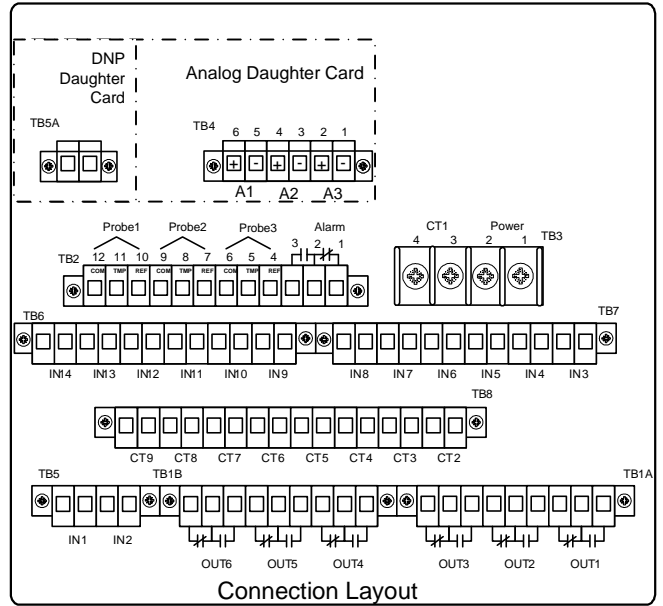 DNP
Daughter
Card
Analog Daughter Card
TB5A
TB4
6 5 4 3 2 1
+ - + - + -
A1 A2 A3
Probe1 Probe2 Probe3 Alarm
CT1 Power
TB3
TB2
12 11 10 9 8 7 6 5 4 3 2 1
COM TMP REF COM TMP REF COM TMP REF
4 3 2 1
TB6
TB7
IN14 IN13 IN12 IN11 IN10 IN9
IN8 IN7 IN6 IN5 IN4 IN3
TB8
CT9 CT8 CT7 CT6 CT5 CT4 CT3 CT2
TB5
TB1B
TB1A
IN1 IN2
OUT6 OUT5 OUT4
OUT3 OUT2 OUT1
Connection Layout